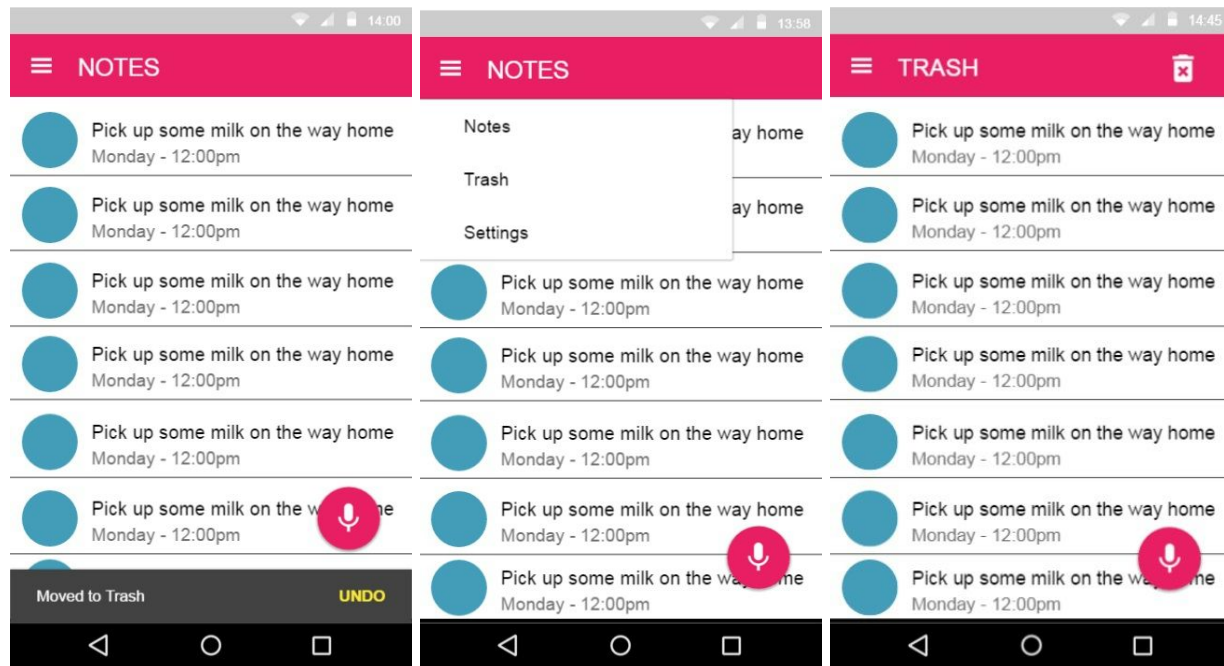 14:00
NOTES
Pick up some milk on the way home
Monday - 12:00pm
Pick up some milk on the way home
Monday - 12:00pm
Pick up some milk on the way home
Monday - 12:00pm
Pick up some milk on the way home
Monday - 12:00pm
Pick up some milk on the way home
Monday - 12:00pm
Pick up some milk on the
Monday - 12:00pm
Moved to Trash UNDO
13:58
NOTES
Notes
ay home
Trash
ay home
Settings
Pick up some milk on the way home
Monday - 12:00pm
Pick up some milk on the way home
Monday - 12:00pm
Pick up some milk on the way home
Monday - 12:00pm
Pick up some milk on the way home
Monday - 12:00pm
Pick up some milk on the
Monday - 12:00pm
14:45
TRASH
Pick up some milk on the way home
Monday - 12:00pm
Pick up some milk on the way home
Monday - 12:00pm
Pick up some milk on the way home
Monday - 12:00pm
Pick up some milk on the way home
Monday - 12:00pm
Pick up some milk on the way home
Monday - 12:00pm
Pick up some milk on the way home
Monday - 12:00pm
Pick up some milk on the
Monday - 12:00pm